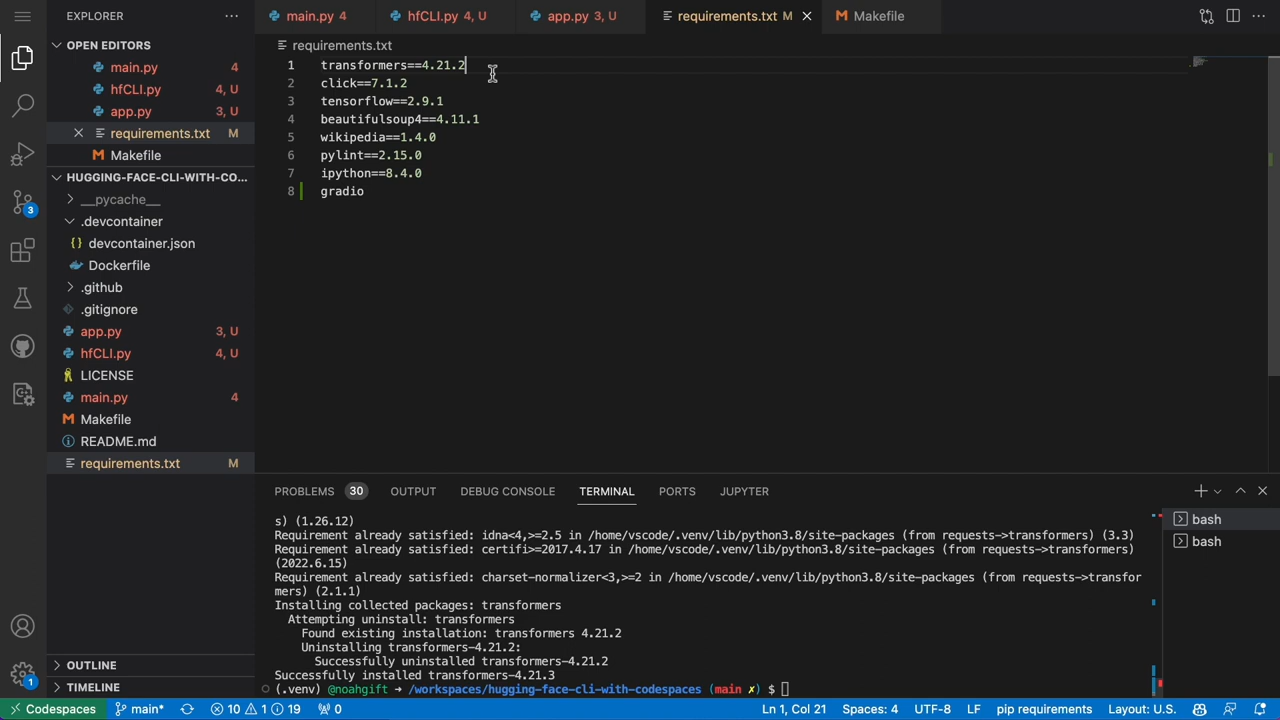 EXPLORER
main.py 4
hfCLI.py 4, U
app.py 3, U
requirements.txt M
Makefile
OPEN EDITORS
main.py 4
hfCLI.py 4, U
app.py 3, U
requirements.txt M
Makefile
HUGGING-FACE-CLI-WITH-CO...
__pycache__
.devcontainer
{} devcontainer.json
Dockerfile
.github
.gitignore
app.py 3, U
hfCLI.py 4, U
LICENSE
main.py 4
Makefile
README.md
requirements.txt M
OUTLINE
TIMELINE
requirements.txt
1 transformers==4.21.2
2 click==7.1.2
3 tensorflow==2.9.1
4 beautifulsoup4==4.11.1
5 wikipedia==1.4.0
6 pylint==2.15.0
7 ipython==8.4.0
8 gradio
PROBLEMS 30 OUTPUT DEBUG CONSOLE TERMINAL PORTS JUPYTER
s) (1.26.12)
Requirement already satisfied: idna<4,>=2.5 in /home/vscode/.venv/lib/python3.8/site-packages (from requests->transformers) (3.3)
Requirement already satisfied: certifi>=2017.4.17 in /home/vscode/.venv/lib/python3.8/site-packages (from requests->transformers)
(2022.6.15)
Requirement already satisfied: charset-normalizer<3,>=2 in /home/vscode/.venv/lib/python3.8/site-packages (from requests->transfor
mers) (2.1.1)
Installing collected packages: transformers
Attempting uninstall: transformers
Found existing installation: transformers 4.21.2
Uninstalling transformers-4.21.2:
Successfully uninstalled transformers-4.21.2
Successfully installed transformers-4.21.3
(.venv) @noahgift ➜ /workspaces/hugging-face-cli-with-codespaces (main ✗) $
bash
bash
3
1
Codespaces main* 10 1 19 0 Ln 1, Col 21 Spaces: 4 UTF-8 LF pip requirements Layout: U.S.